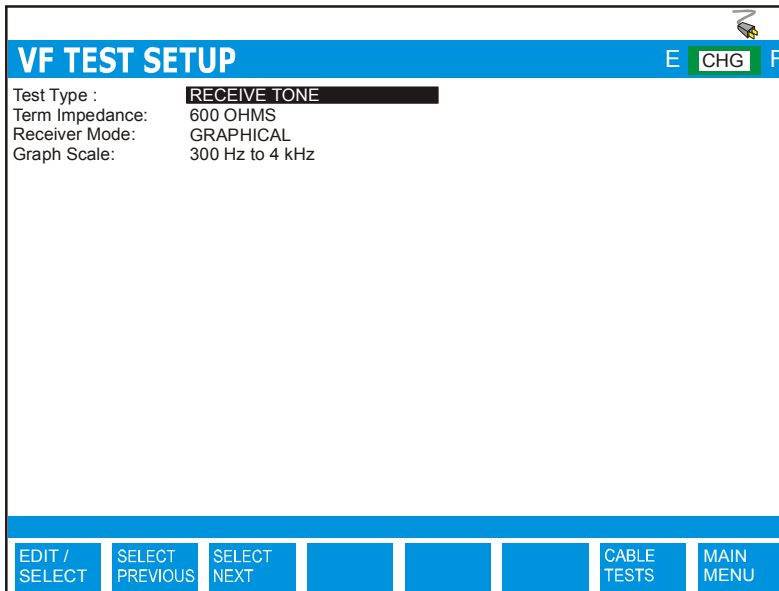 VF TEST SETUP
E CHG F
Test Type : RECEIVE TONE
Term Impedance: 600 OHMS
Receiver Mode: GRAPHICAL
Graph Scale: 300 Hz to 4 kHz
EDIT / SELECT
SELECT PREVIOUS
SELECT NEXT
CABLE TESTS
MAIN MENU